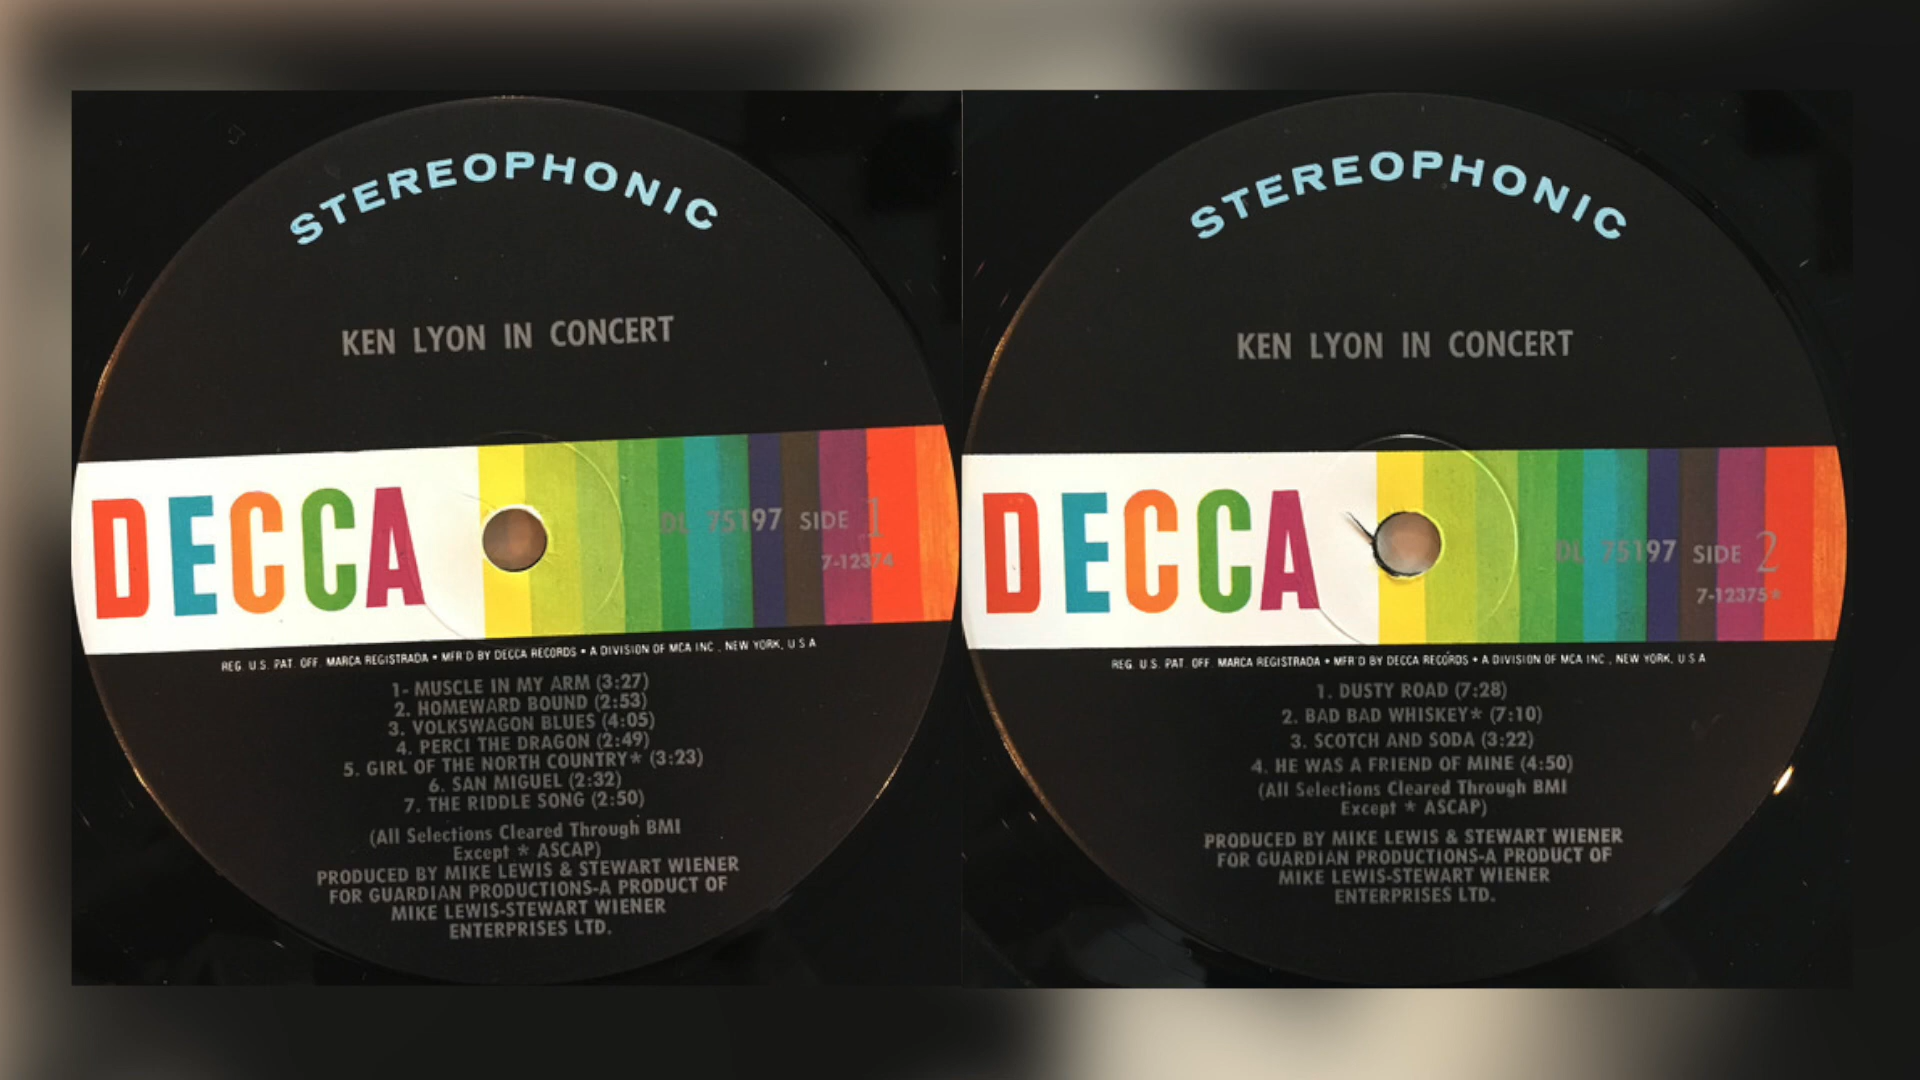 STEREOPHONIC
KEN LYON IN CONCERT
DECCA
DL 75197 SIDE 1
7-12374
REG. U.S. PAT. OFF. MARCA REGISTRADA • MFR'D BY DECCA RECORDS • A DIVISION OF MCA INC., NEW YORK, U S A
1- MUSCLE IN MY ARM (3:27)
2. HOMEWARD BOUND (2:53)
3. VOLKSWAGON BLUES (4:05)
4. PERCI THE DRAGON (2:49)
5. GIRL OF THE NORTH COUNTRY* (3:23)
6. SAN MIGUEL (2:32)
7. THE RIDDLE SONG (2:50)
(All Selections Cleared Through BMI
Except * ASCAP)
PRODUCED BY MIKE LEWIS & STEWART WIENER
FOR GUARDIAN PRODUCTIONS-A PRODUCT OF
MIKE LEWIS-STEWART WIENER
ENTERPRISES LTD.
STEREOPHONIC
KEN LYON IN CONCERT
DECCA
DL 75197 SIDE 2
7-12375*
REG. U.S. PAT. OFF. MARCA REGISTRADA • MFR'D BY DECCA RECORDS • A DIVISION OF MCA INC., NEW YORK, U S A
1. DUSTY ROAD (7:28)
2. BAD BAD WHISKEY* (7:10)
3. SCOTCH AND SODA (3:22)
4. HE WAS A FRIEND OF MINE (4:50)
(All Selections Cleared Through BMI
Except * ASCAP)
PRODUCED BY MIKE LEWIS & STEWART WIENER
FOR GUARDIAN PRODUCTIONS-A PRODUCT OF
MIKE LEWIS-STEWART WIENER
ENTERPRISES LTD.